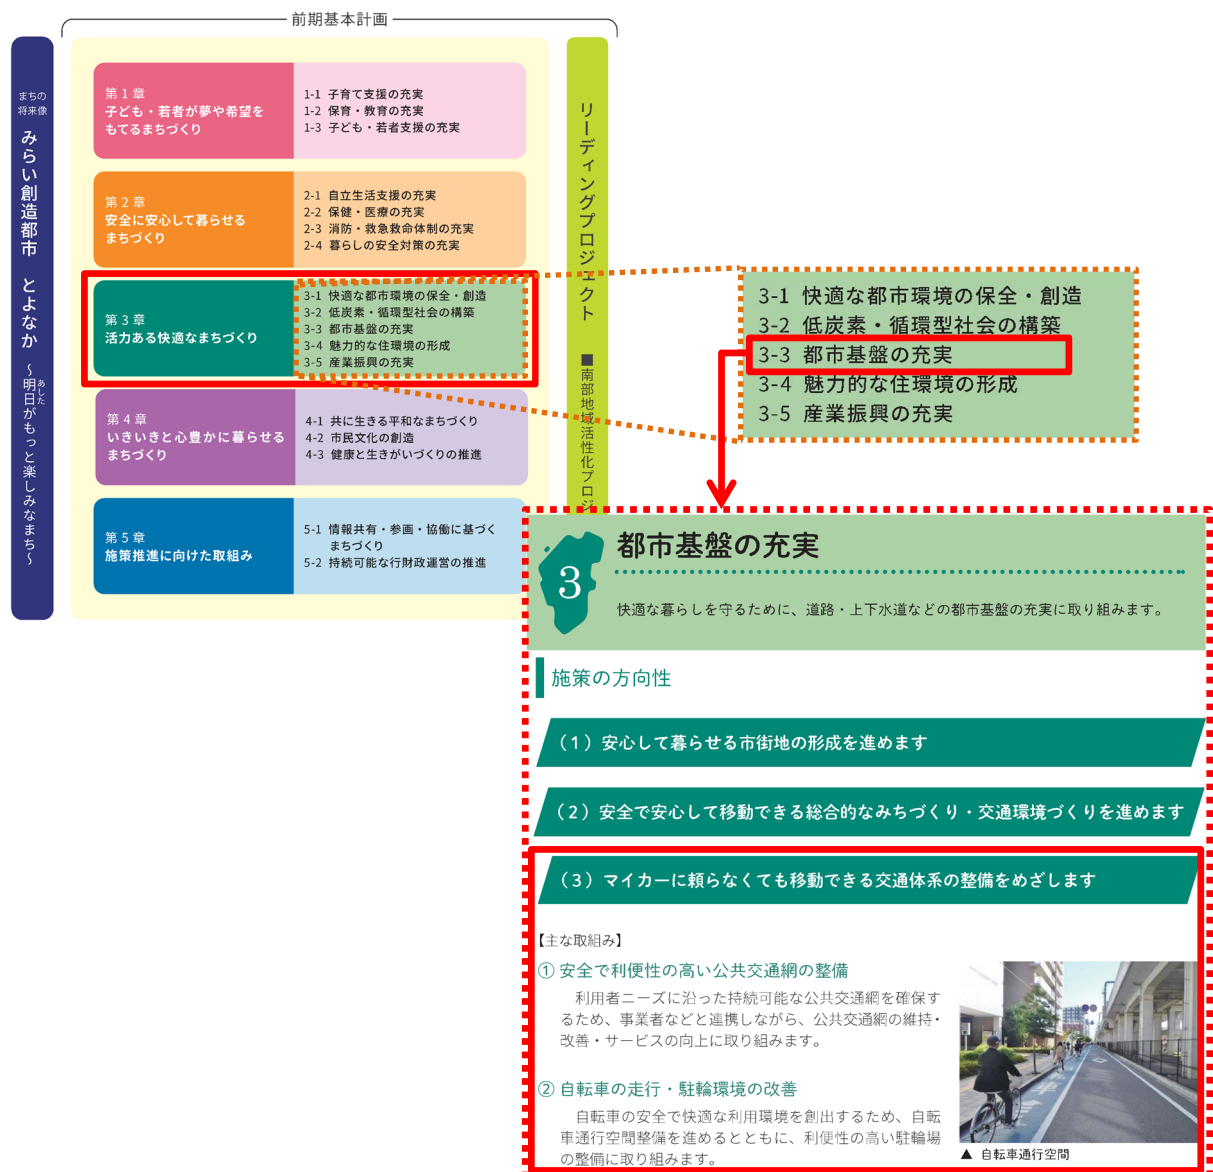 前期基本計画
まちの
将来像
みらい創造都市 とよなか ～明日がもっと楽しみなまち～
あした
第1章
子ども・若者が夢や希望を
もてるまちづくり
1-1 子育て支援の充実
1-2 保育・教育の充実
1-3 子ども・若者支援の充実
第2章
安全に安心して暮らせる
まちづくり
2-1 自立生活支援の充実
2-2 保健・医療の充実
2-3 消防・救急救命体制の充実
2-4 暮らしの安全対策の充実
第3章
活力ある快適なまちづくり
3-1 快適な都市環境の保全・創造
3-2 低炭素・循環型社会の構築
3-3 都市基盤の充実
3-4 魅力的な住環境の形成
3-5 産業振興の充実
第4章
いきいきと心豊かに暮らせる
まちづくり
4-1 共に生きる平和なまちづくり
4-2 市民文化の創造
4-3 健康と生きがいづくりの推進
第5章
施策推進に向けた取組み
5-1 情報共有・参画・協働に基づく
まちづくり
5-2 持続可能な行財政運営の推進
リーディングプロジェクト ■南部地域活性化プロジ
3-1 快適な都市環境の保全・創造
3-2 低炭素・循環型社会の構築
3-3 都市基盤の充実
3-4 魅力的な住環境の形成
3-5 産業振興の充実
3
都市基盤の充実
快適な暮らしを守るために、道路・上下水道などの都市基盤の充実に取り組みます。
施策の方向性
（1）安心して暮らせる市街地の形成を進めます
（2）安全で安心して移動できる総合的なみちづくり・交通環境づくりを進めます
（3）マイカーに頼らなくても移動できる交通体系の整備をめざします
【主な取組み】
① 安全で利便性の高い公共交通網の整備
利用者ニーズに沿った持続可能な公共交通網を確保す
るため、事業者などと連携しながら、公共交通網の維持・
改善・サービスの向上に取り組みます。
② 自転車の走行・駐輪環境の改善
自転車の安全で快適な利用環境を創出するため、自転
車通行空間整備を進めるとともに、利便性の高い駐輪場
の整備に取り組みます。
▲ 自転車通行空間